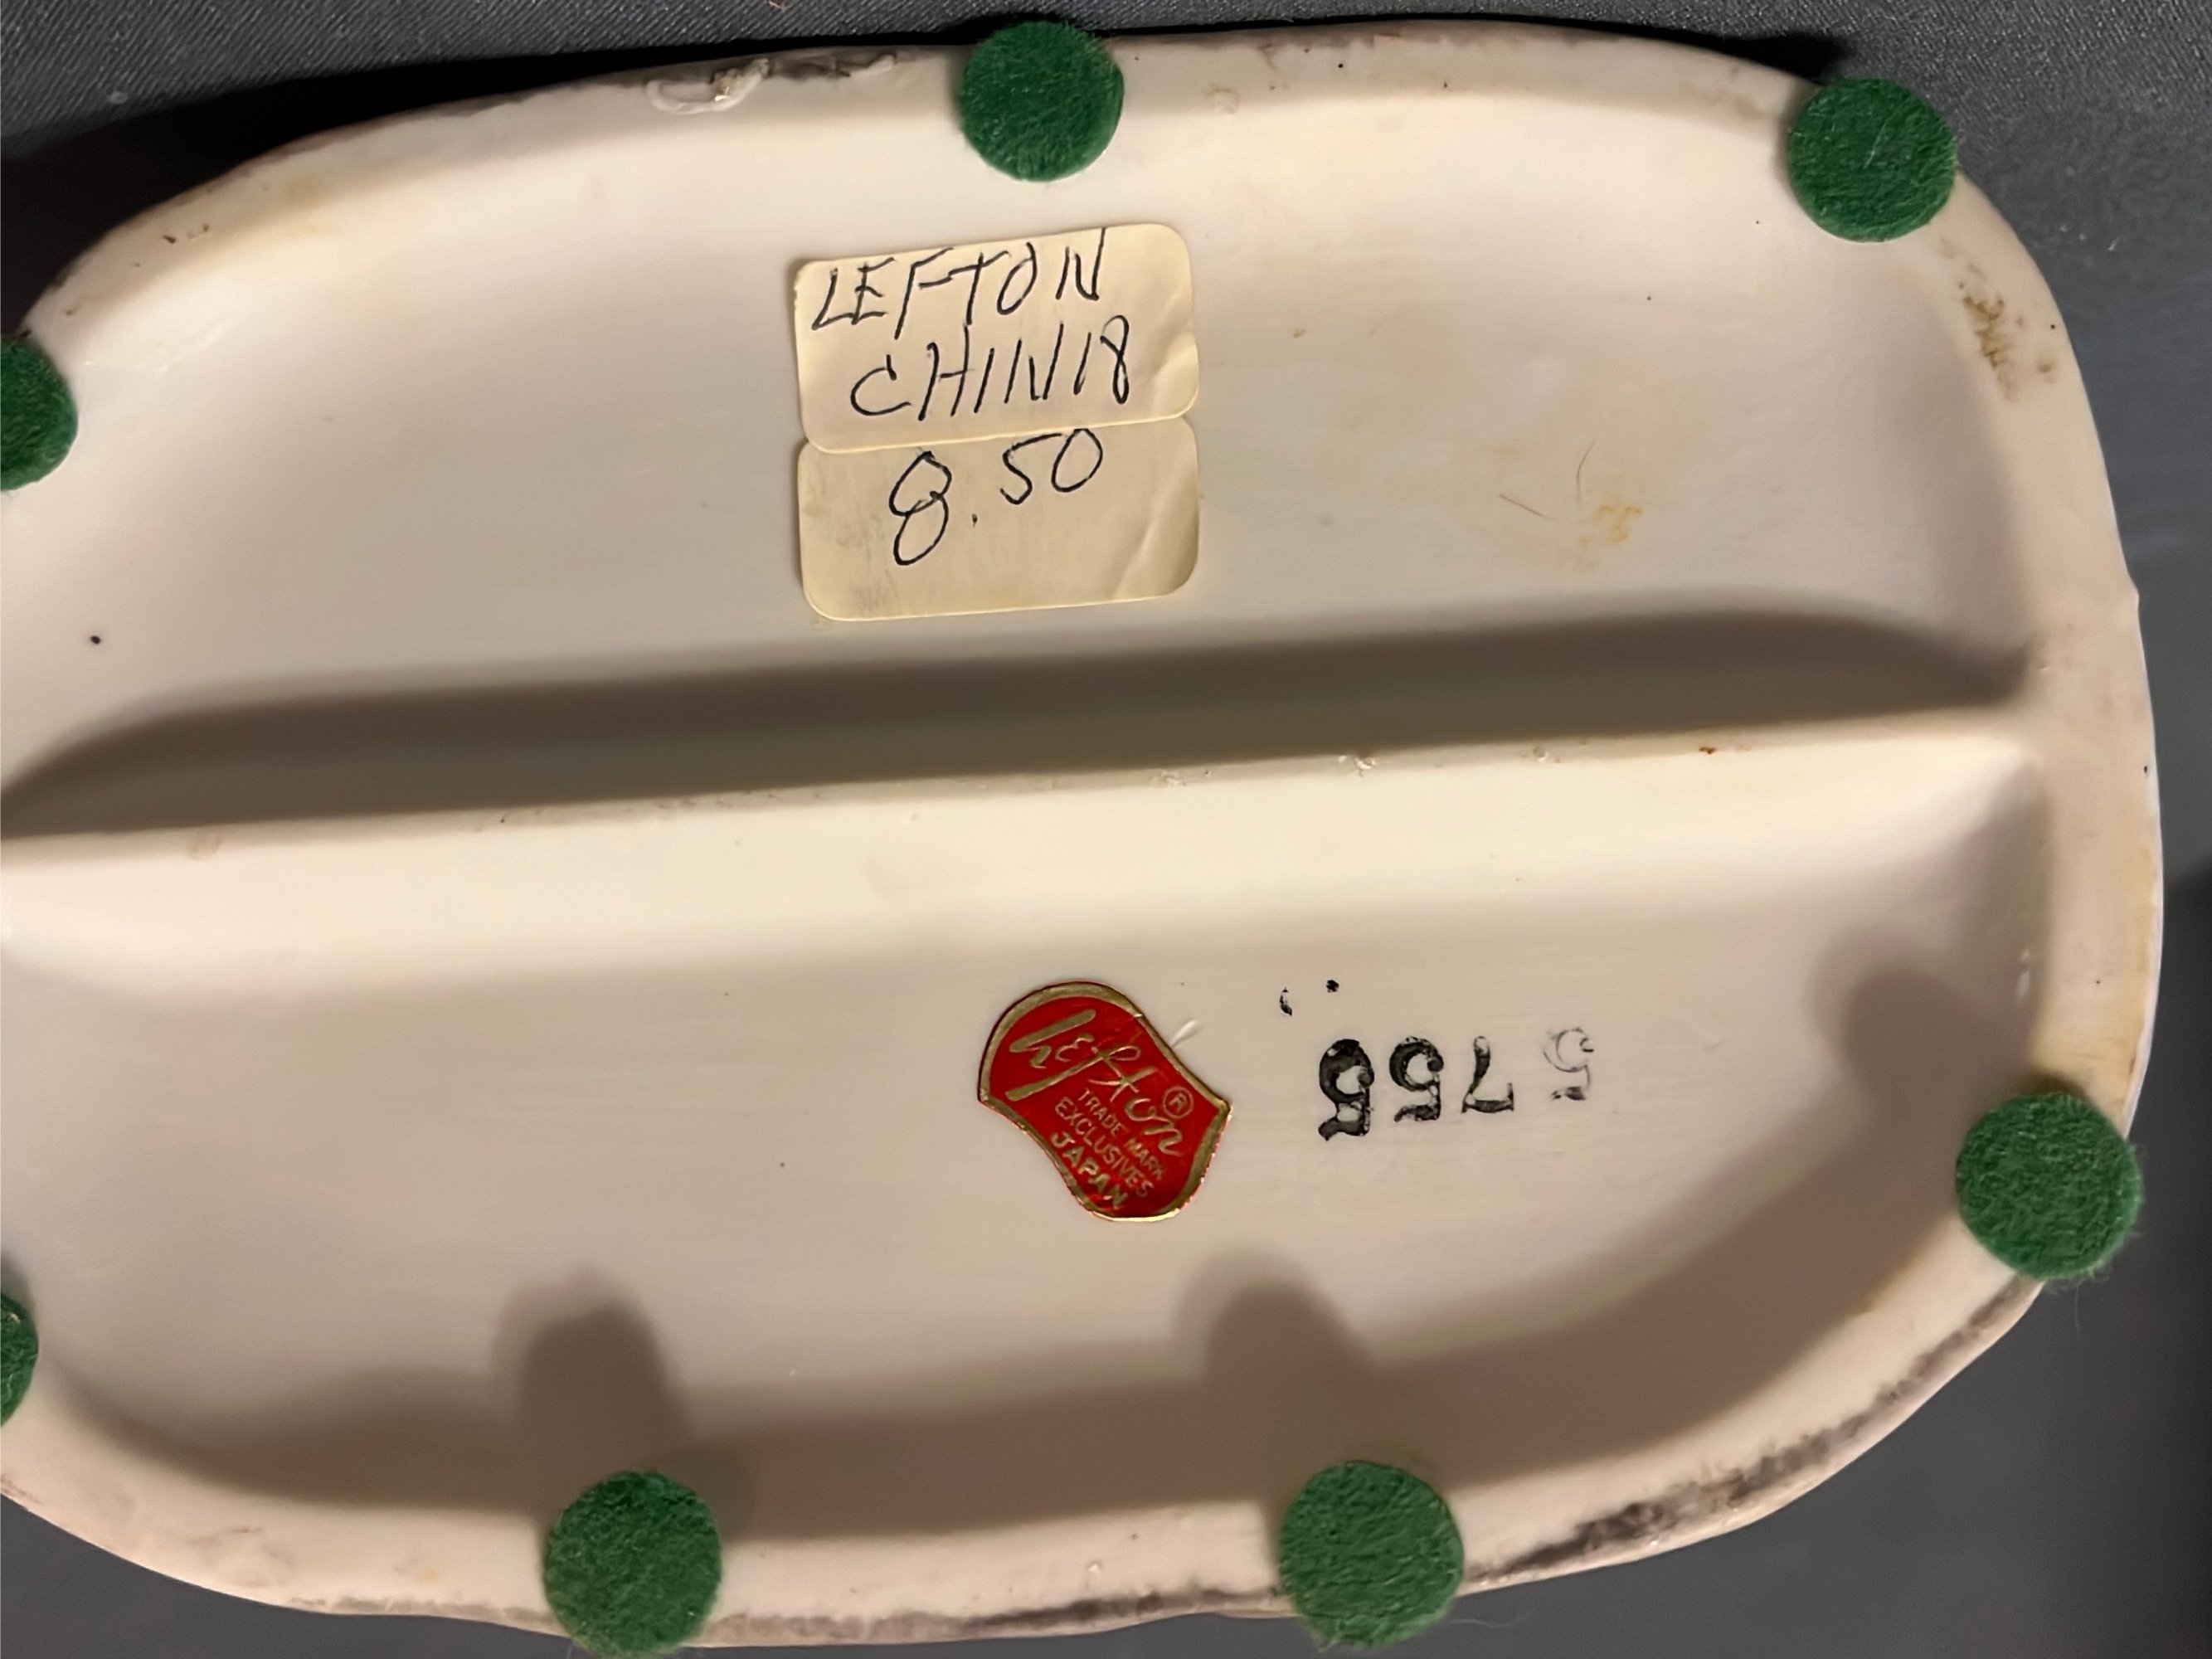 LEFTON
CHINA
8.50
Lefton®
TRADE MARK
EXCLUSIVES
JAPAN
5755